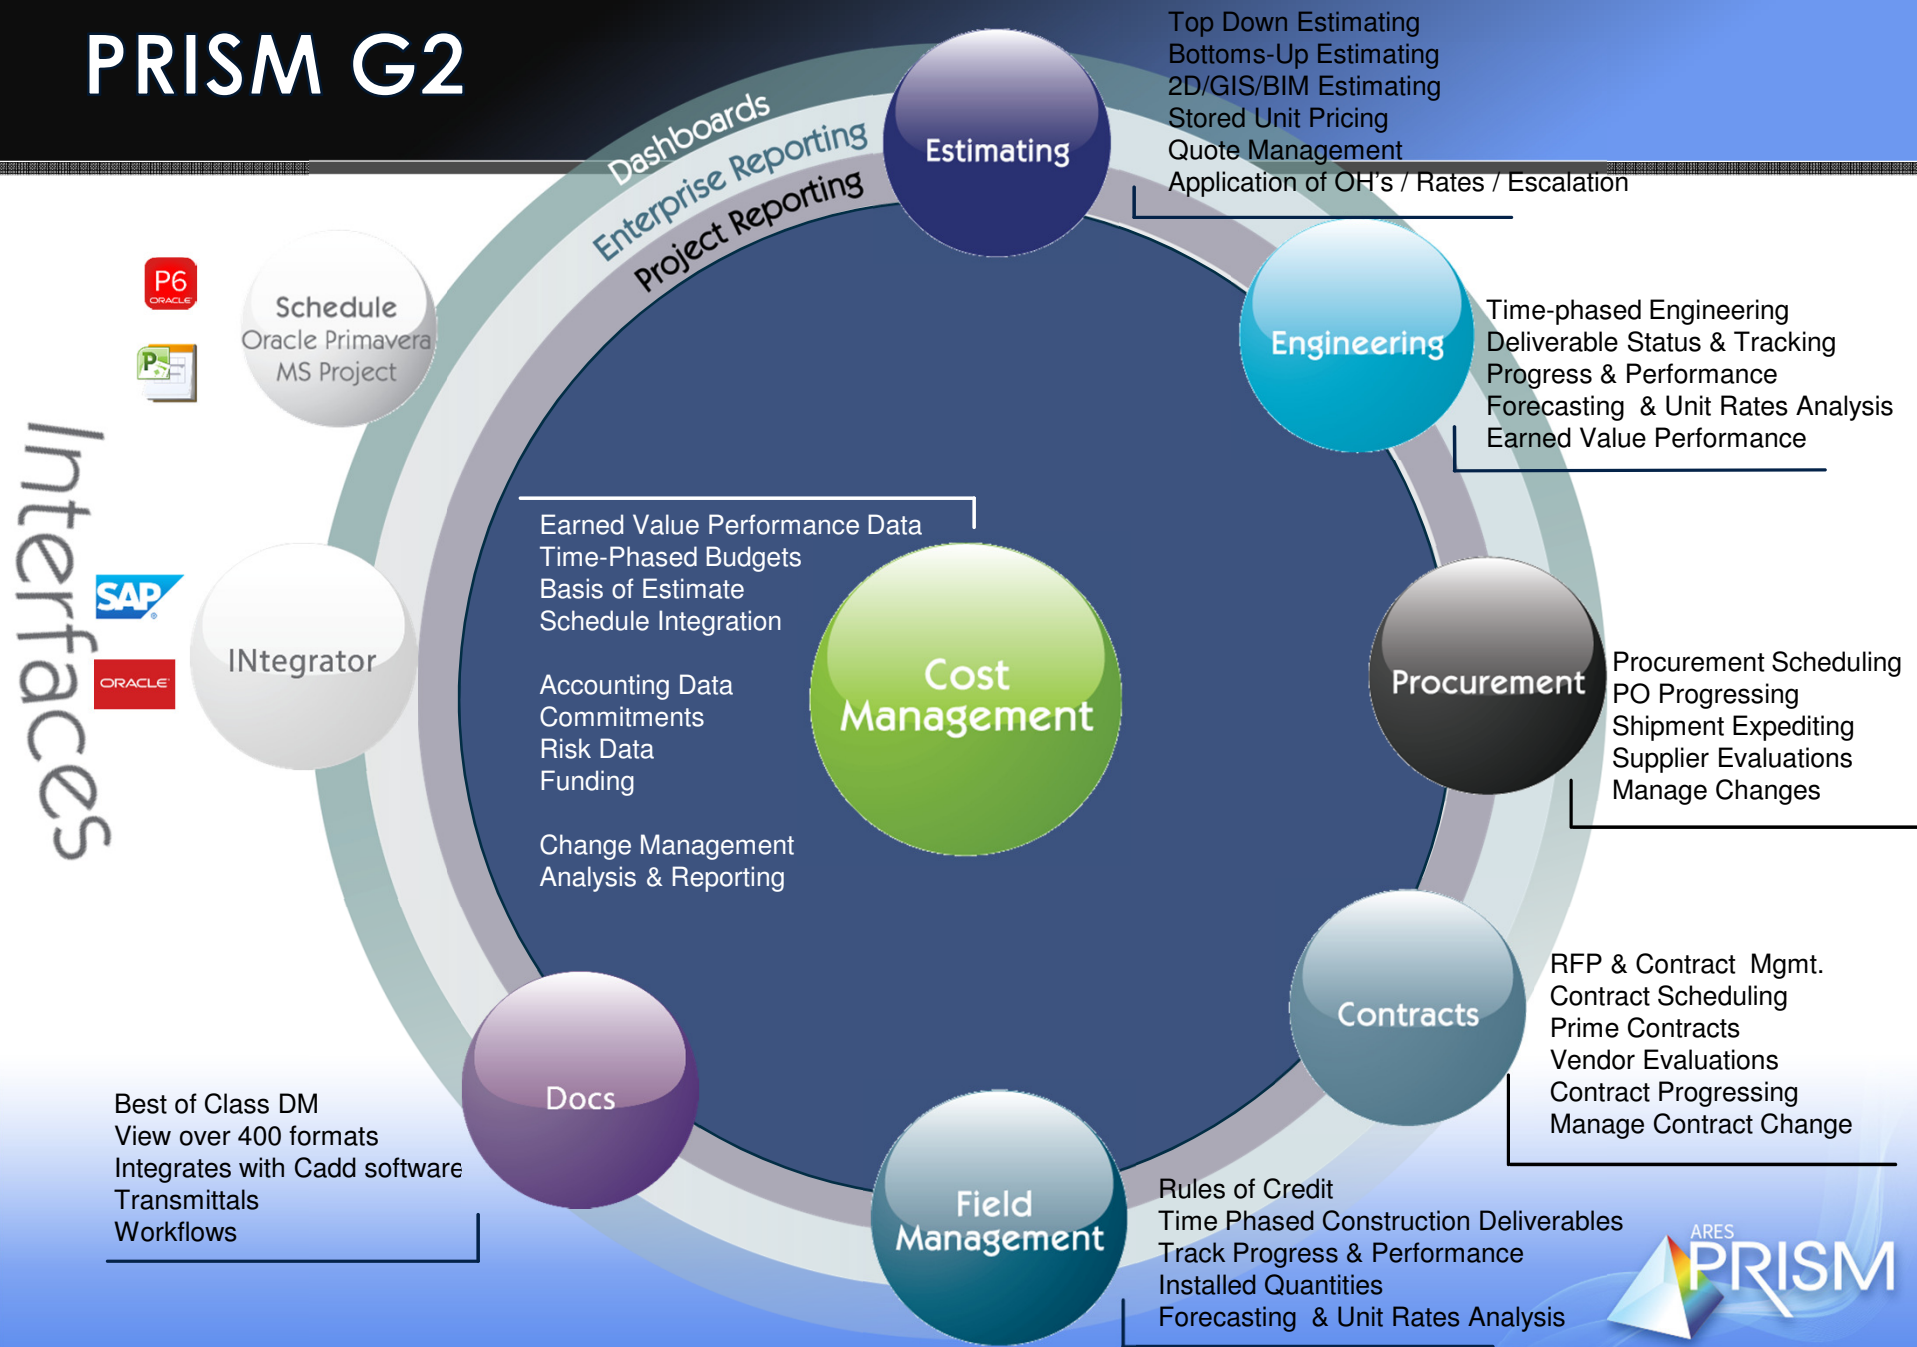 PRISM G2
Dashboards
Enterprise Reporting
Project Reporting
Estimating
Top Down Estimating
Bottoms-Up Estimating
2D/GIS/BIM Estimating
Stored Unit Pricing
Quote Management
Application of OH's / Rates / Escalation
P6
ORACLE
P
Schedule
Oracle Primavera
MS Project
Engineering
Time-phased Engineering
Deliverable Status & Tracking
Progress & Performance
Forecasting & Unit Rates Analysis
Earned Value Performance
Interfaces
SAP
ORACLE
INtegrator
Earned Value Performance Data
Time-Phased Budgets
Basis of Estimate
Schedule Integration
Accounting Data
Commitments
Risk Data
Funding
Change Management
Analysis & Reporting
Cost
Management
Procurement
Procurement Scheduling
PO Progressing
Shipment Expediting
Supplier Evaluations
Manage Changes
Contracts
RFP & Contract Mgmt.
Contract Scheduling
Prime Contracts
Vendor Evaluations
Contract Progressing
Manage Contract Change
Docs
Best of Class DM
View over 400 formats
Integrates with Cadd software
Transmittals
Workflows
Field
Management
Rules of Credit
Time Phased Construction Deliverables
Track Progress & Performance
Installed Quantities
Forecasting & Unit Rates Analysis
ARES
PRISM